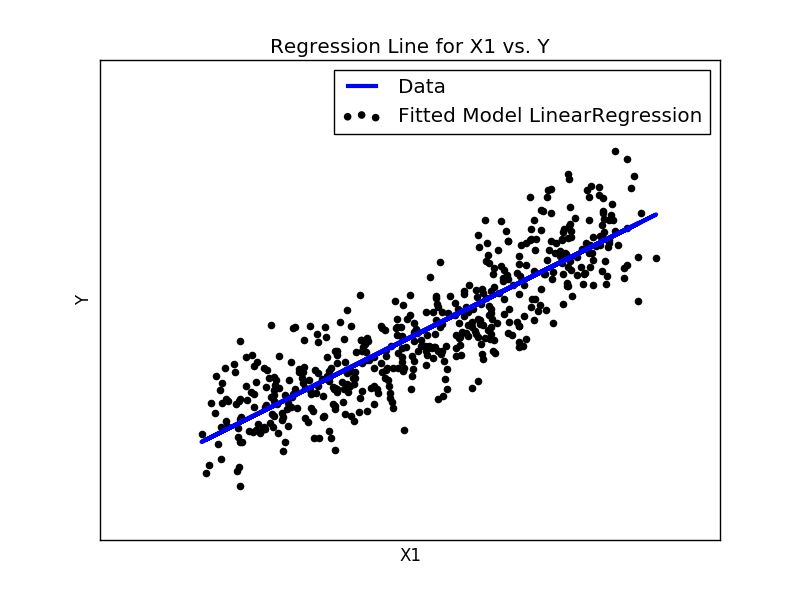 Regression Line for X1 vs. Y
Data
Fitted Model LinearRegression
Y
X1